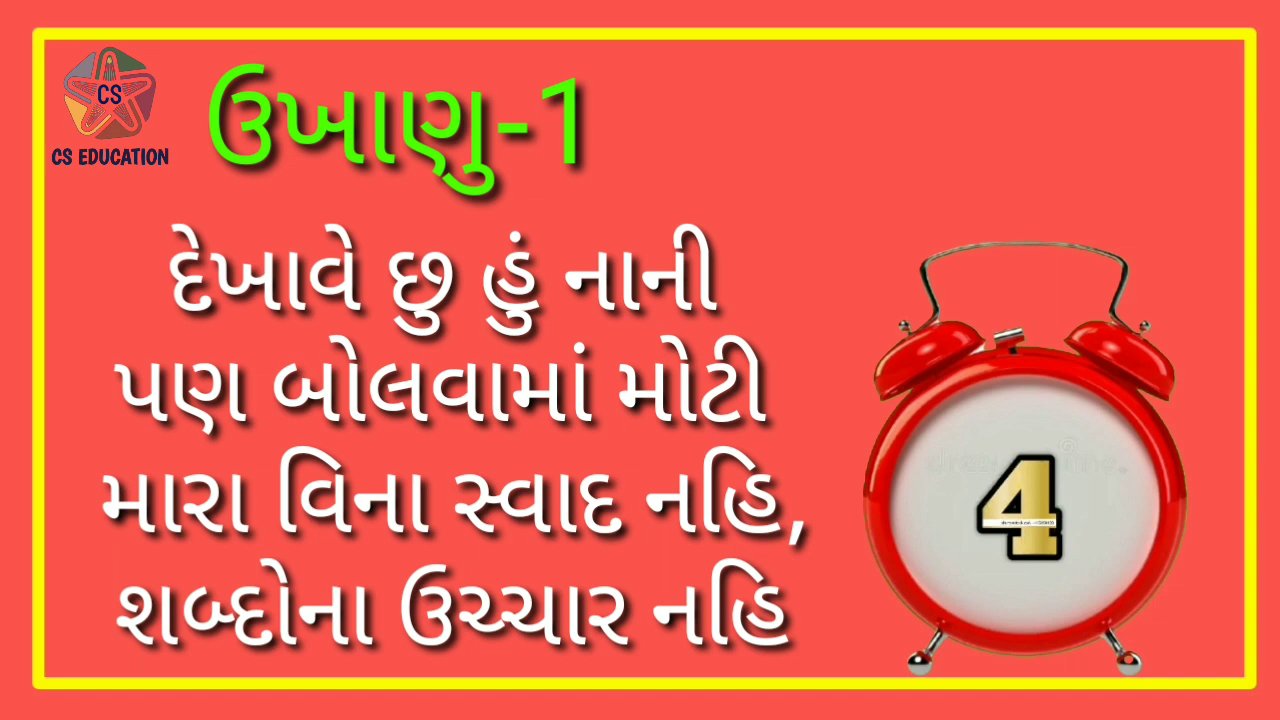 CS
CS EDUCATION
ઉખાણુ-1
દેખાવે છુ હું નાની
પણ બોલવામાં મોટી
મારા વિના સ્વાદ નહિ,
શબ્દોના ઉચ્ચાર નહિ
4